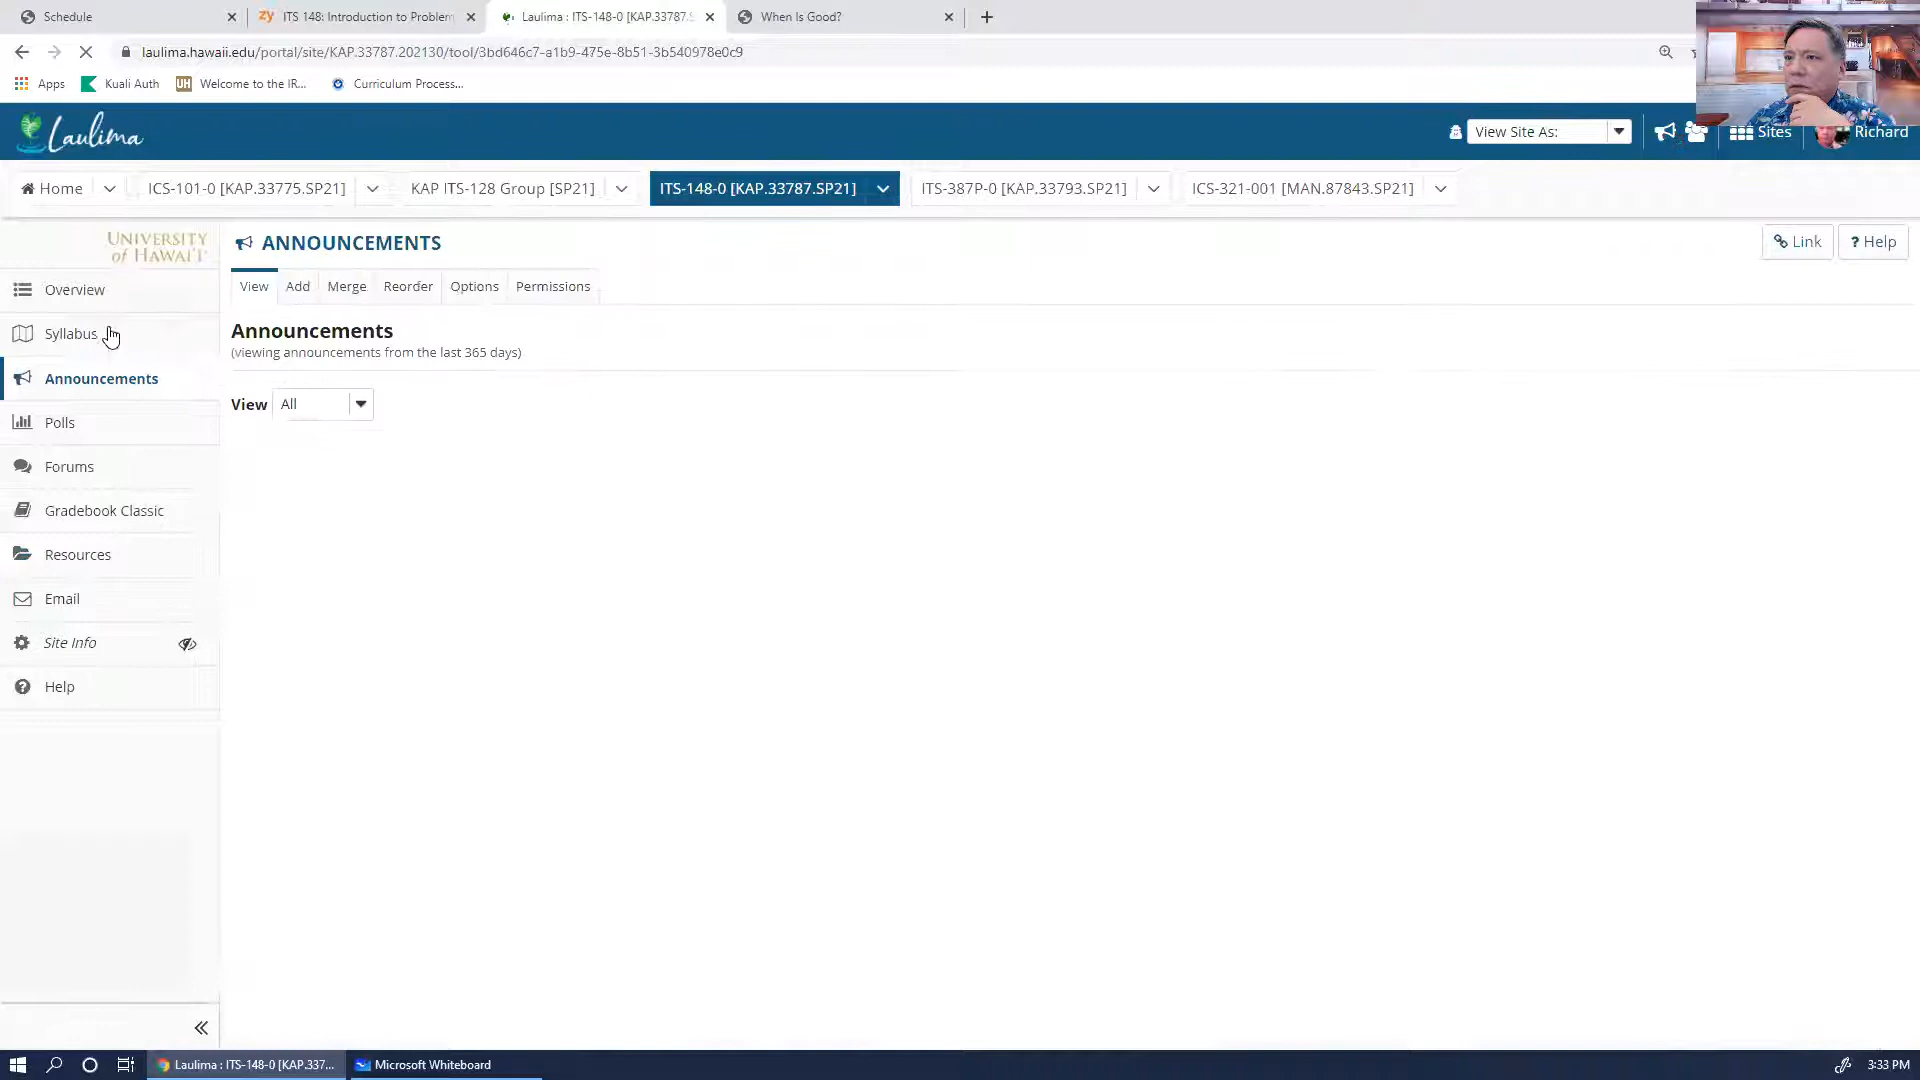 Schedule
ITS 148: Introduction to Problem
Laulima : ITS-148-0 [KAP.33787.S
When Is Good?
laulima.hawaii.edu/portal/site/KAP.33787.202130/tool/3bd646c7-a1b9-475e-8b51-3b540978e0c9
Apps
Kuali Auth
UH Welcome to the IR...
Curriculum Process...
Laulima
View Site As:
Sites
Richard
Home
ICS-101-0 [KAP.33775.SP21]
KAP ITS-128 Group [SP21]
ITS-148-0 [KAP.33787.SP21]
ITS-387P-0 [KAP.33793.SP21]
ICS-321-001 [MAN.87843.SP21]
UNIVERSITY
of HAWAI'I
Overview
Syllabus
Announcements
Polls
Forums
Gradebook Classic
Resources
Email
Site Info
Help
ANNOUNCEMENTS
Link
? Help
View
Add
Merge
Reorder
Options
Permissions
Announcements
(viewing announcements from the last 365 days)
View All
Laulima : ITS-148-0 [KAP.337...
Microsoft Whiteboard
3:33 PM